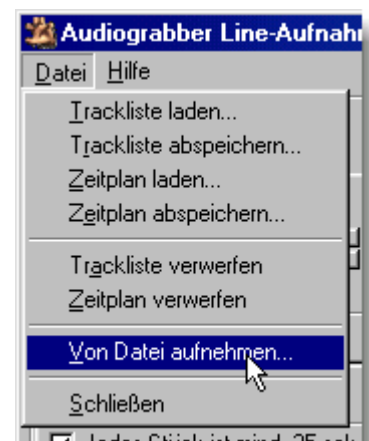 Audiograbber Line-Aufnah
Datei Hilfe
Trackliste laden...
Trackliste abspeichern...
Zeitplan laden...
Zeitplan abspeichern...
Trackliste verwerfen
Zeitplan verwerfen
Von Datei aufnehmen...
Schließen